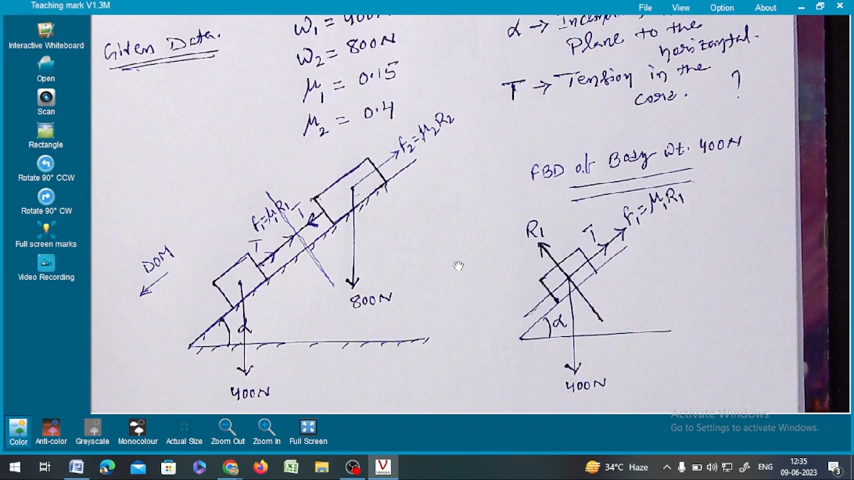 Teaching mark V1.3M
File View Option About
Interactive Whiteboard
Open
Scan
Rectangle
Rotate 90° CCW
Rotate 90° CW
Full screen marks
Video Recording
Given Data.
W₂ = 800N
μ₁ = 0.15
μ₂ = 0.4
α →
Plane to the
horizontal.
T → Tension in the
cord. ?
F₂=μ₂R₂
F₁=μ₁R₁
T
T
DOM
800N
α
400N
FBD of Body wt. 400N
R₁
T
F₁=μ₁R₁
α
400N
Activate Windows
Go to Settings to activate Windows.
Color
Anti-color
Greyscale
Monocolour
Actual Size
Zoom Out
Zoom In
Full Screen
34°C Haze
ENG
12:35
09-06-2023